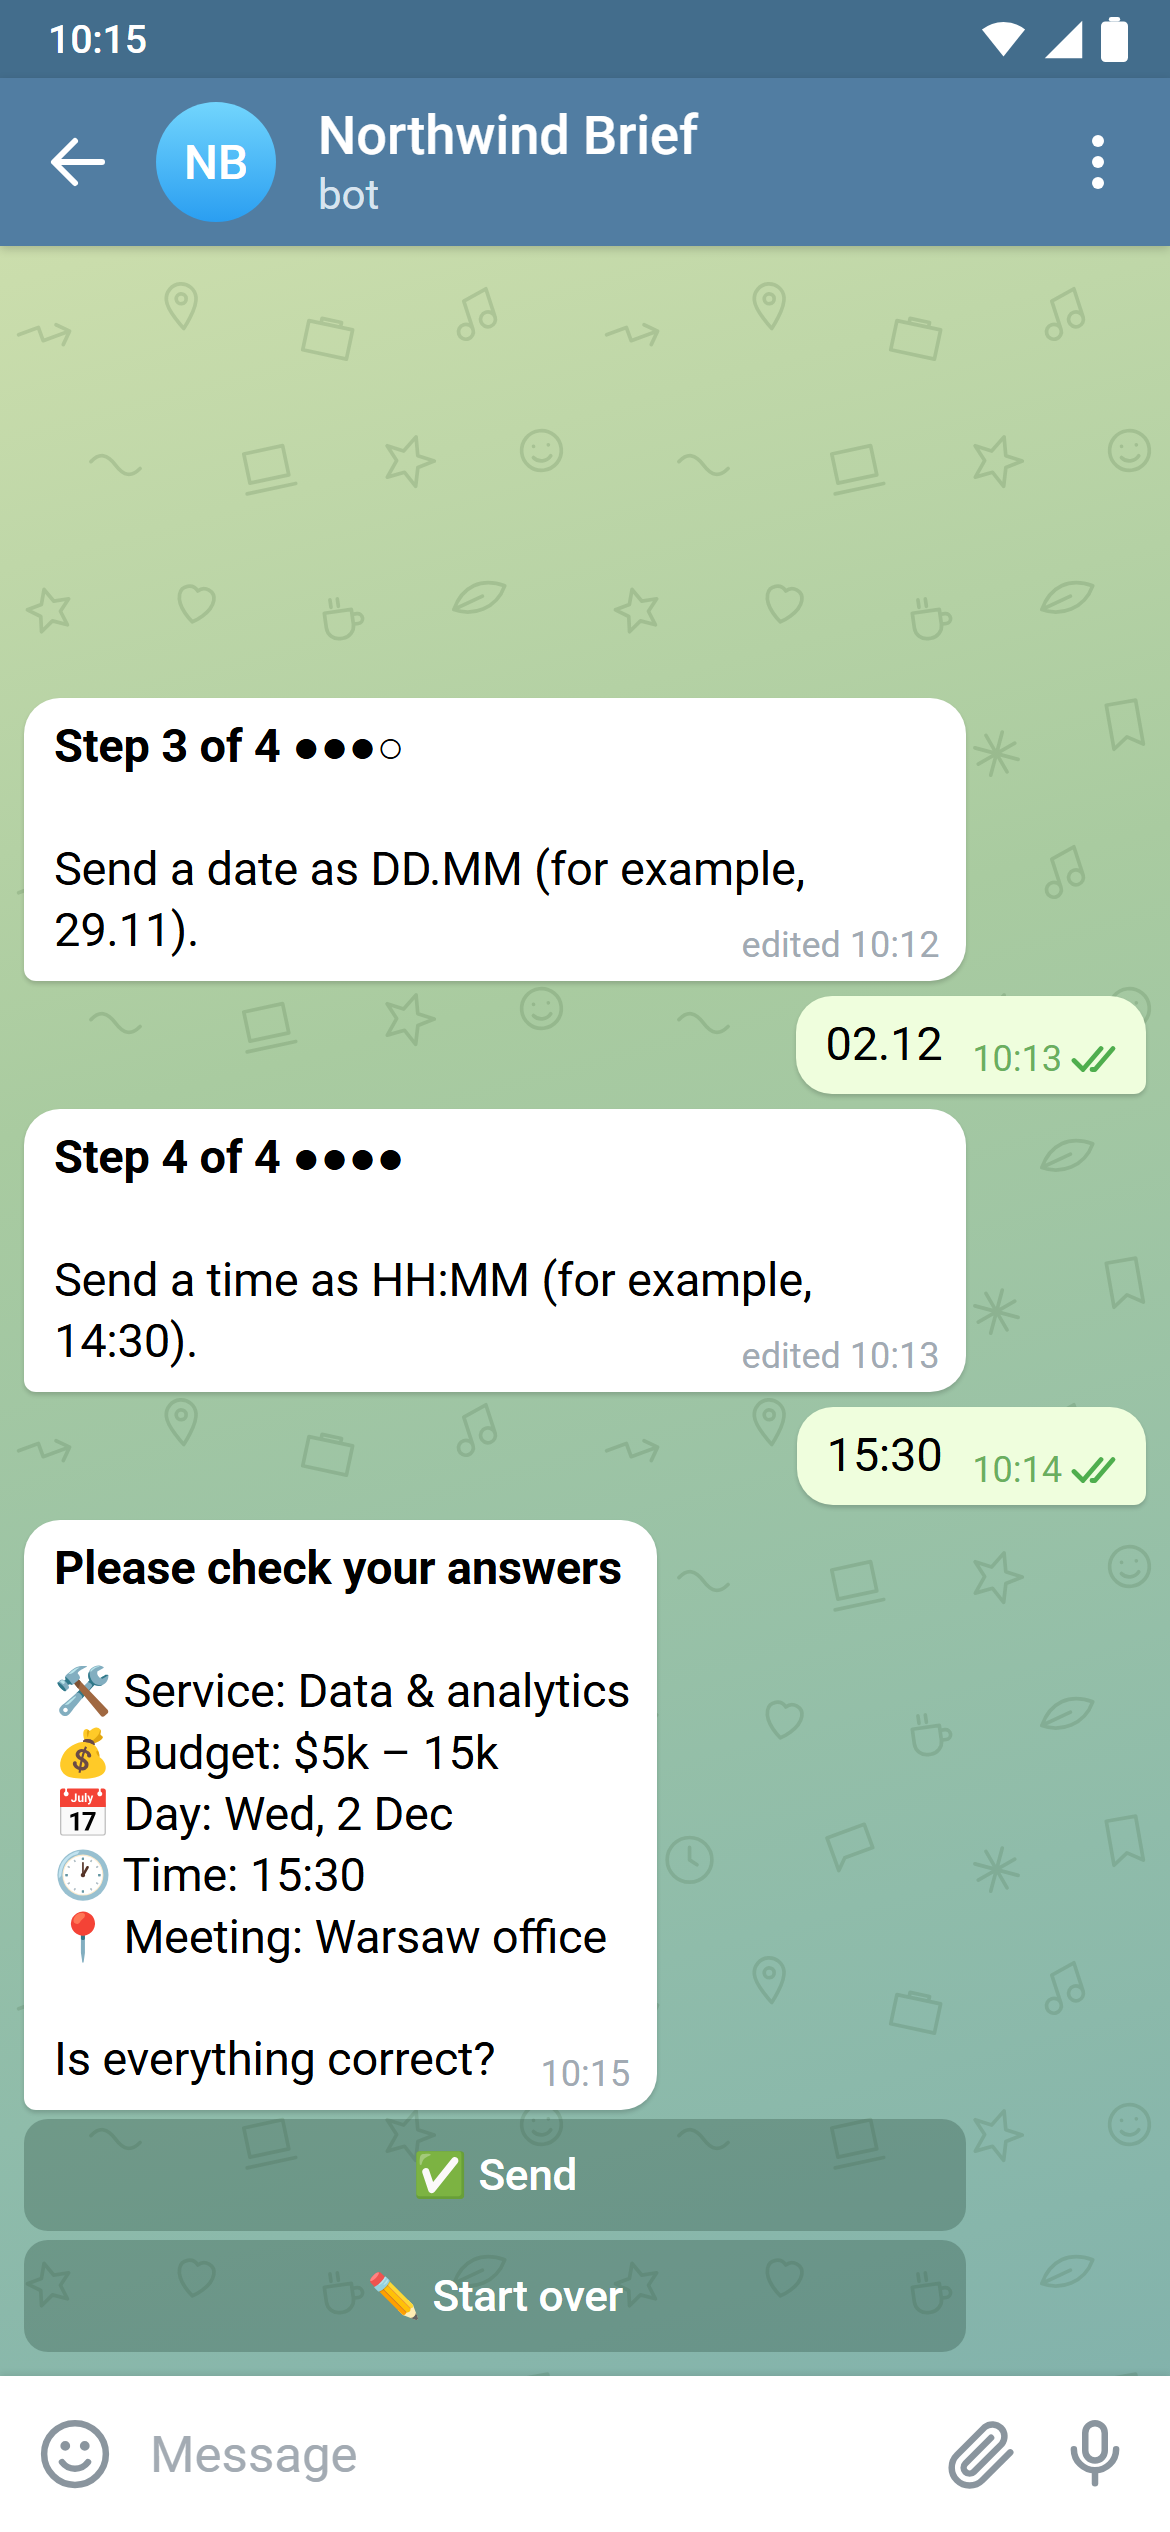 10:15
NB
Northwind Brief
bot
Step 3 of 4 ●●●○
Send a date as DD.MM (for example,
29.11).
edited 10:12
02.12
10:13
Step 4 of 4 ●●●●
Send a time as HH:MM (for example,
14:30).
edited 10:13
15:30
10:14
Please check your answers
🛠️ Service: Data & analytics
💰 Budget: $5k – 15k
📅 Day: Wed, 2 Dec
🕐 Time: 15:30
📍 Meeting: Warsaw office
Is everything correct?
10:15
✅ Send
✏️ Start over
Message